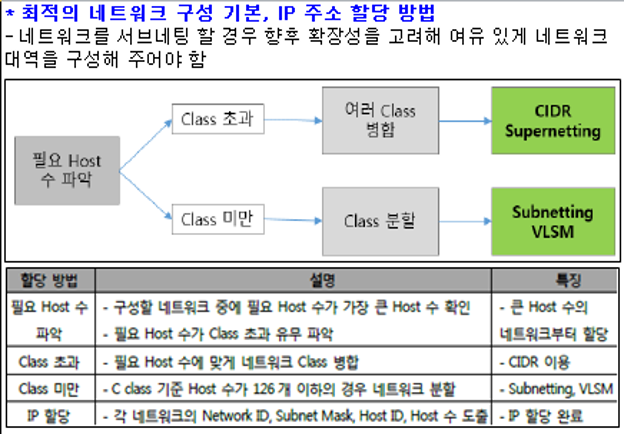 * 최적의 네트워크 구성 기본, IP 주소 할당 방법
- 네트워크를 서브네팅 할 경우 향후 확장성을 고려해 여유 있게 네트워크
대역을 구성해 주어야 함
필요 Host
수 파악
Class 초과
여러 Class
병합
CIDR
Supernetting
Class 미만
Class 분할
Subnetting
VLSM
할당 방법 설명 특징
필요 Host 수
파악
- 구성할 네트워크 중에 필요 Host 수가 가장 큰 Host 수 확인
- 필요 Host 수가 Class 초과 유무 파악
- 큰 Host 수의
네트워크부터 할당
Class 초과 - 필요 Host 수에 맞게 네트워크 Class 병합 - CIDR 이용
Class 미만 - C class 기준 Host 수가 126개 이하의 경우 네트워크 분할 - Subnetting, VLSM
IP 할당 - 각 네트워크의 Network ID, Subnet Mask, Host ID, Host 수 도출 - IP 할당 완료